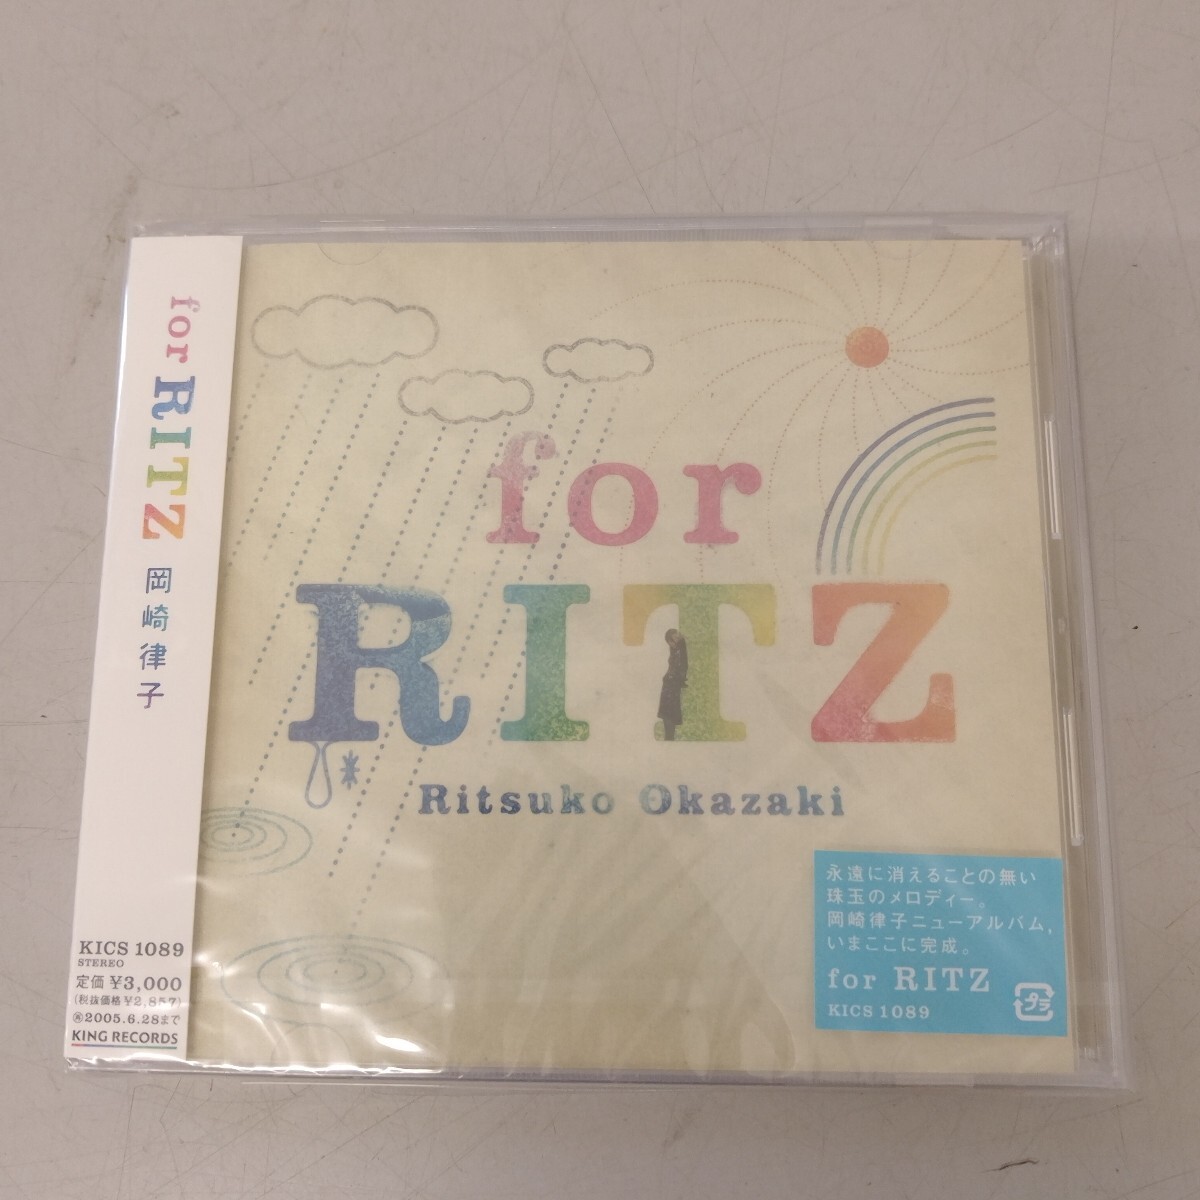 for RITZ 岡崎律子
KICS 1089
STEREO
定価 ¥3,000
(税抜価格¥2,857)
Ⓡ2005.6.28まで
KING RECORDS
for
RITZ
Ritsuko Okazaki
永遠に消えることの無い
珠玉のメロディー。
岡崎律子ニューアルバム,
いまここに完成。
for RITZ
KICS 1089
プラ